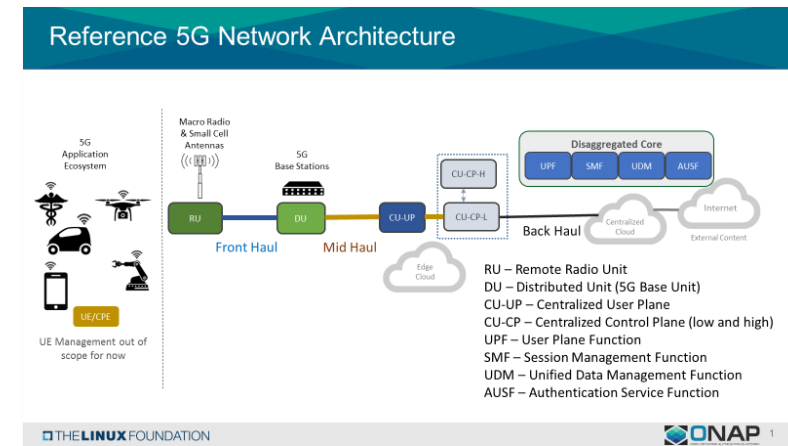 Reference 5G Network Architecture
5G
Application
Ecosystem
Macro Radio
& Small Cell
Antennas
5G
Base Stations
Disaggregated Core
UPF
SMF
UDM
AUSF
CU-CP-H
RU
DU
CU-UP
CU-CP-L
Front Haul
Mid Haul
Back Haul
Centralized
Cloud
Internet
External Content
Edge
Cloud
UE/CPE
UE Management out of
scope for now
RU – Remote Radio Unit
DU – Distributed Unit (5G Base Unit)
CU-UP – Centralized User Plane
CU-CP – Centralized Control Plane (low and high)
UPF – User Plane Function
SMF – Session Management Function
UDM – Unified Data Management Function
AUSF – Authentication Service Function
THE LINUX FOUNDATION
ONAP
1